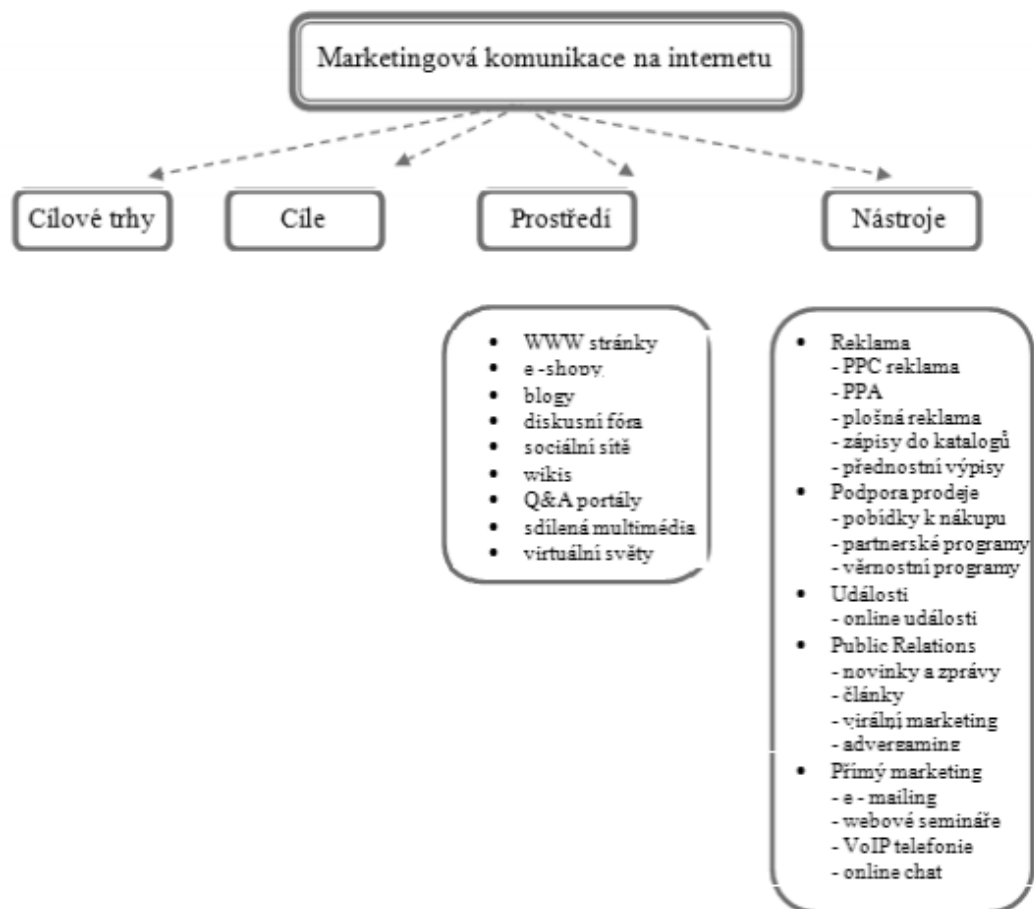 Marketingová komunikace na internetu
Cílové trhy
Cíle
Prostředí
Nástroje
• WWW stránky
• e -shopy
• blogy
• diskusní fóra
• sociální sítě
• wikis
• Q&A portály
• sdílená multimédia
• virtuální světy
• Reklama
- PPC reklama
- PPA
- plošná reklama
- zápisy do katalogů
- přednostní výpisy
• Podpora prodeje
- pobídky k nákupu
- partnerské programy
- věrnostní programy
• Události
- online události
• Public Relations
- novinky a zprávy
- články
- virální marketing
- advergaming
• Přímý marketing
- e - mailing
- webové semináře
- VoIP telefonie
- online chat